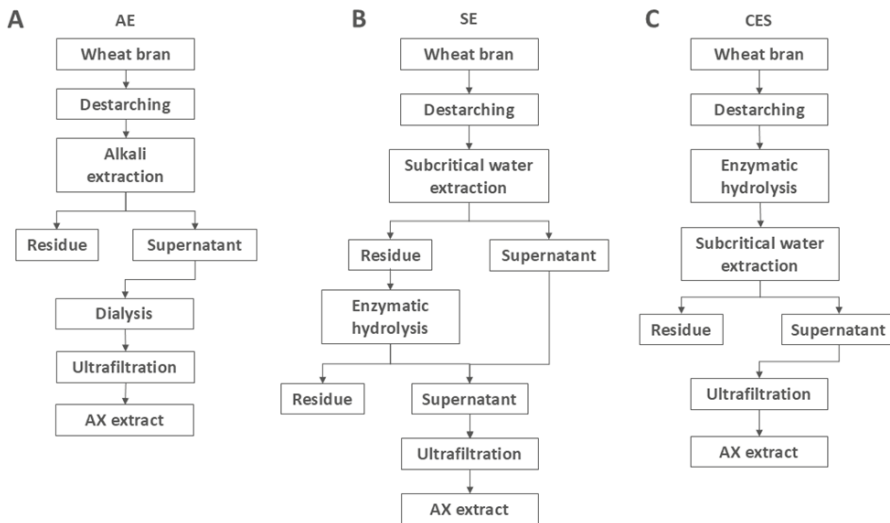 A
AE
Wheat bran
Destarching
Alkali
extraction
Residue
Supernatant
Dialysis
Ultrafiltration
AX extract
B
SE
Wheat bran
Destarching
Subcritical water
extraction
Residue
Supernatant
Enzymatic
hydrolysis
Residue
Supernatant
Ultrafiltration
AX extract
C
CES
Wheat bran
Destarching
Enzymatic
hydrolysis
Subcritical water
extraction
Residue
Supernatant
Ultrafiltration
AX extract